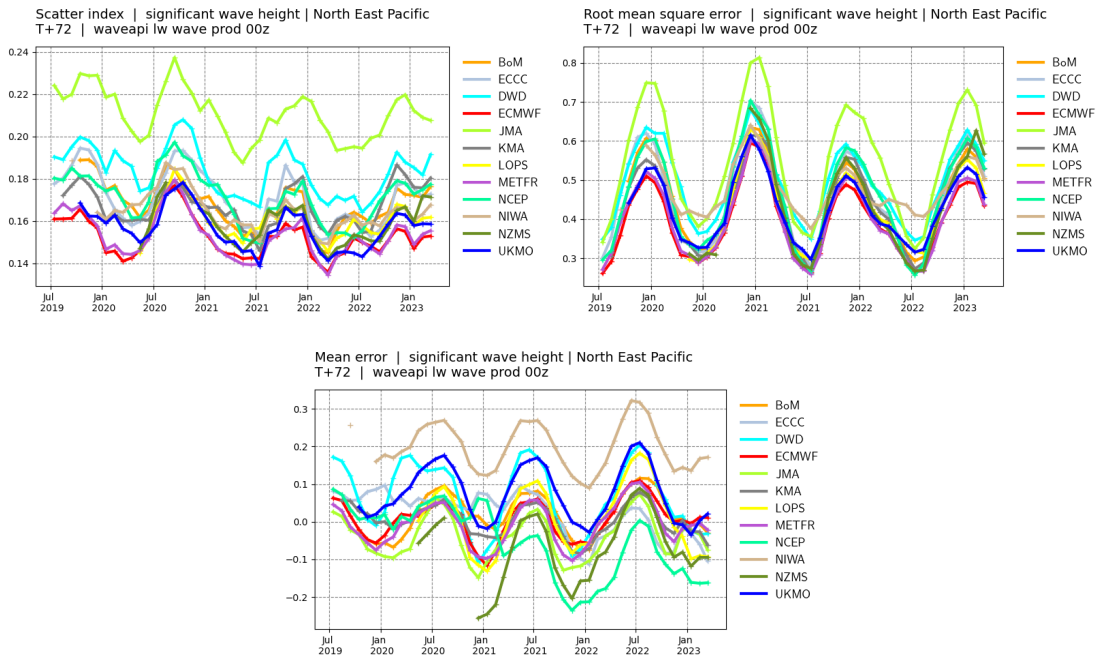 Scatter index  |  significant wave height | North East Pacific
T+72  |  waveapi lw wave prod 00z
0.24
0.22
0.20
0.18
0.16
0.14
Jul 2019
Jan 2020
Jul 2020
Jan 2021
Jul 2021
Jan 2022
Jul 2022
Jan 2023
BoM
ECCC
DWD
ECMWF
JMA
KMA
LOPS
METFR
NCEP
NIWA
NZMS
UKMO
Root mean square error  |  significant wave height | North East Pacific
T+72  |  waveapi lw wave prod 00z
0.8
0.7
0.6
0.5
0.4
0.3
Jul 2019
Jan 2020
Jul 2020
Jan 2021
Jul 2021
Jan 2022
Jul 2022
Jan 2023
BoM
ECCC
DWD
ECMWF
JMA
KMA
LOPS
METFR
NCEP
NIWA
NZMS
UKMO
Mean error  |  significant wave height | North East Pacific
T+72  |  waveapi lw wave prod 00z
0.3
0.2
0.1
0.0
−0.1
−0.2
Jul 2019
Jan 2020
Jul 2020
Jan 2021
Jul 2021
Jan 2022
Jul 2022
Jan 2023
BoM
ECCC
DWD
ECMWF
JMA
KMA
LOPS
METFR
NCEP
NIWA
NZMS
UKMO